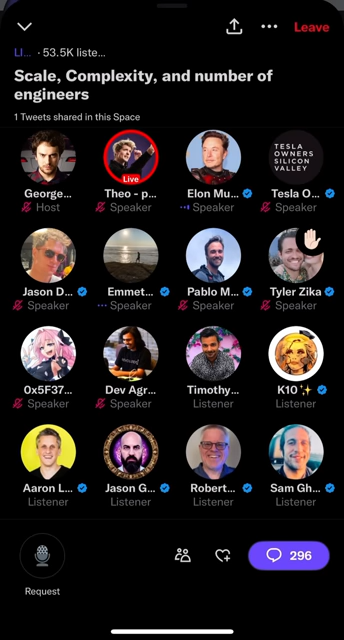 Leave
LI... · 53.5K liste...
Scale, Complexity, and number of
engineers
1 Tweets shared in this Space
Live
TESLA
OWNERS
SILICON
VALLEY
George... Theo - p... Elon Mu... Tesla O...
Host Speaker Speaker Speaker
Jason D... Emmet... Pablo M... Tyler Zika
Speaker Speaker Speaker Speaker
0x5F37... Dev Agr... Timothy... K10 ✨
Speaker Speaker Listener Listener
Aaron L... Jason G... Robert... Sam Gh...
Listener Listener Listener Listener
296
Request